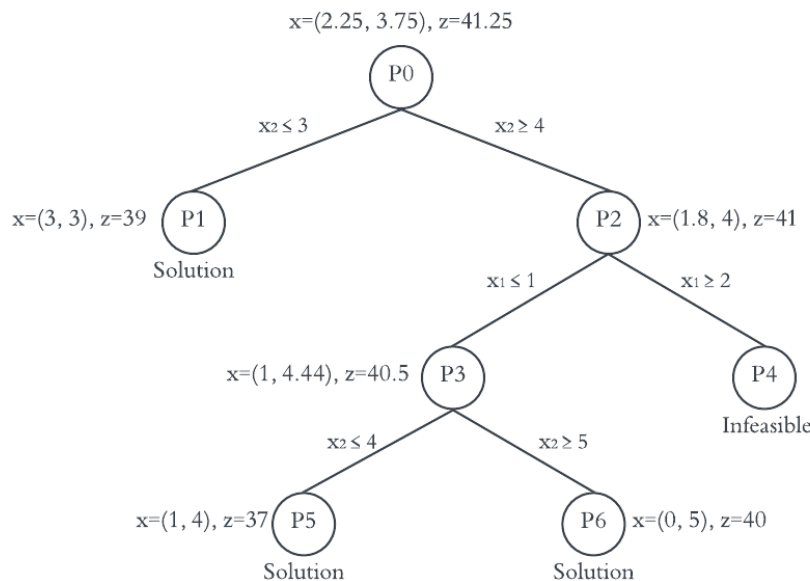 x=(2.25, 3.75), z=41.25
P0
x2 ≤ 3
x2 ≥ 4
x=(3, 3), z=39
P1
P2
x=(1.8, 4), z=41
Solution
x1 ≤ 1
x1 ≥ 2
x=(1, 4.44), z=40.5
P3
P4
Infeasible
x2 ≤ 4
x2 ≥ 5
x=(1, 4), z=37
P5
P6
x=(0, 5), z=40
Solution
Solution